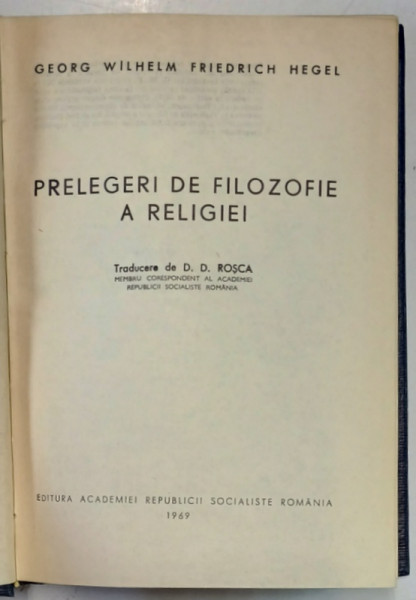 GEORG WILHELM FRIEDRICH HEGEL
PRELEGERI DE FILOZOFIE
A RELIGIEI
Traducere de D. D. ROȘCA
MEMBRU CORESPONDENT AL ACADEMIEI
REPUBLICII SOCIALISTE ROMÂNIA
EDITURA ACADEMIEI REPUBLICII SOCIALISTE ROMÂNIA
1969